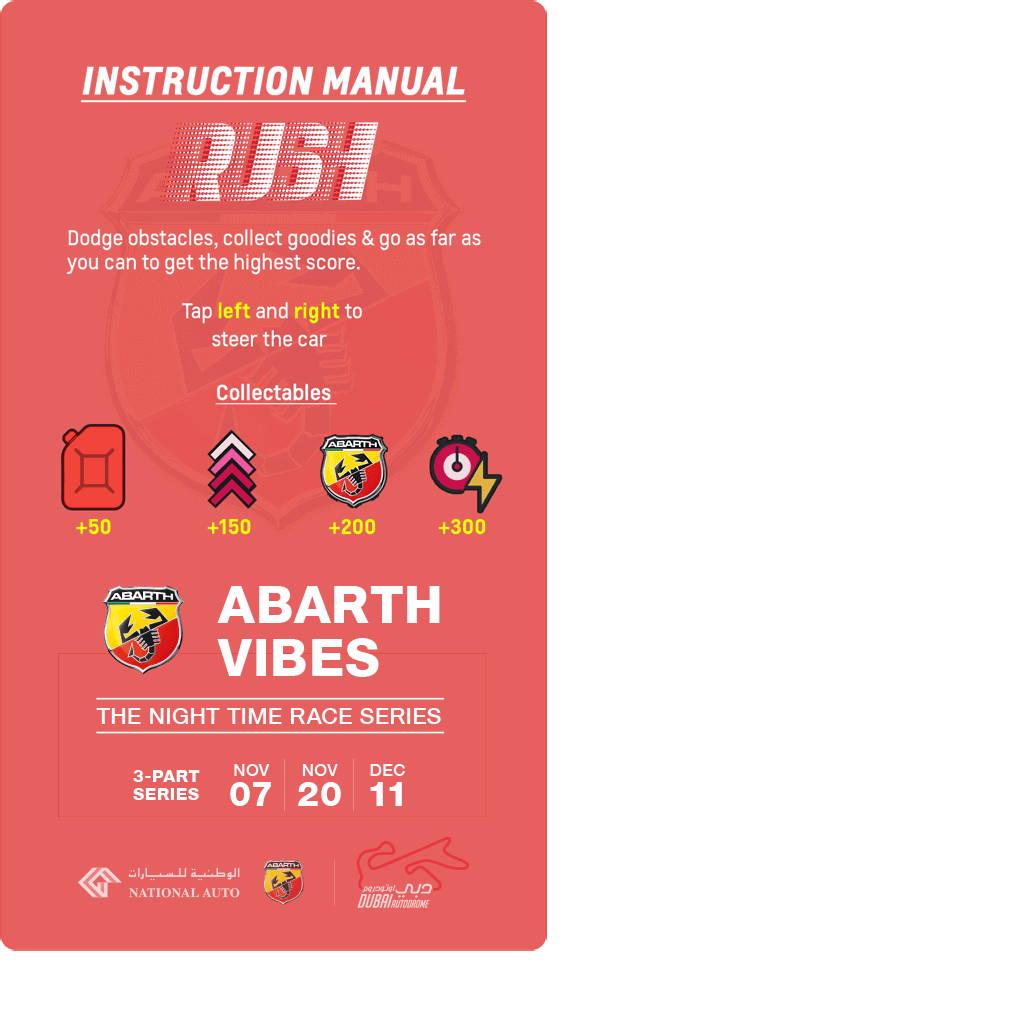 INSTRUCTION MANUAL
RUSH
Dodge obstacles, collect goodies & go as far as
you can to get the highest score.
Tap left and right to
steer the car
Collectables
ABARTH
+50 +150 +200 +300
ABARTH
ABARTH
VIBES
THE NIGHT TIME RACE SERIES
3-PART
SERIES
NOV
07
NOV
20
DEC
11
الوطنية للسيارات
NATIONAL AUTO
ABARTH
دبي اوتودروم
DUBAI AUTODROME